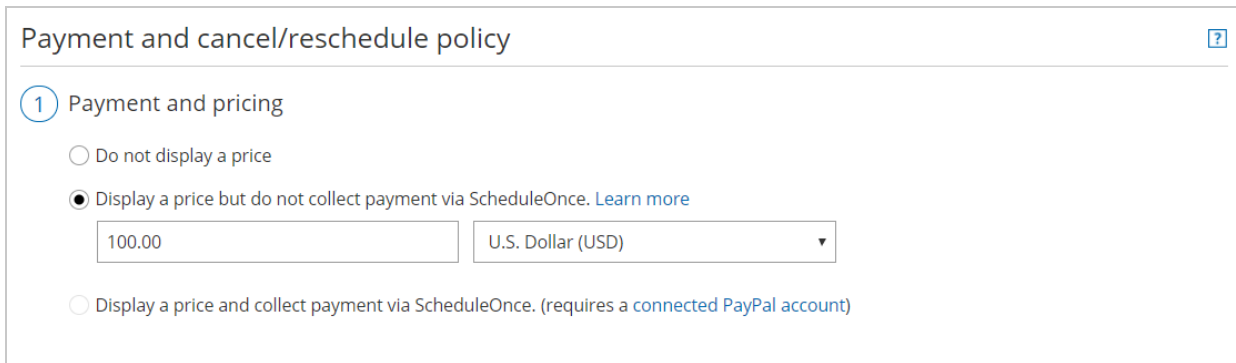 Payment and cancel/reschedule policy
?
1 Payment and pricing
Do not display a price
Display a price but do not collect payment via ScheduleOnce. Learn more
100.00 U.S. Dollar (USD)
Display a price and collect payment via ScheduleOnce. (requires a connected PayPal account)